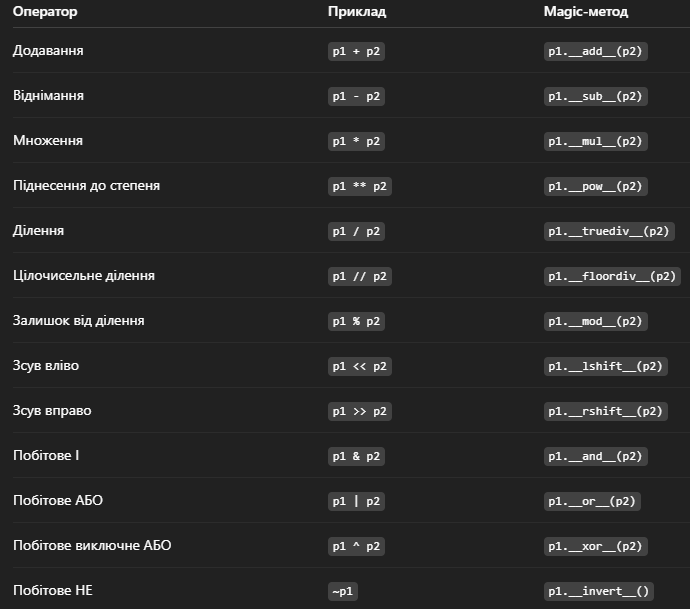 Оператор Приклад Magic-метод
Додавання p1 + p2 p1.__add__(p2)
Віднімання p1 - p2 p1.__sub__(p2)
Множення p1 * p2 p1.__mul__(p2)
Піднесення до степеня p1 ** p2 p1.__pow__(p2)
Ділення p1 / p2 p1.__truediv__(p2)
Цілочисельне ділення p1 // p2 p1.__floordiv__(p2)
Залишок від ділення p1 % p2 p1.__mod__(p2)
Зсув вліво p1 << p2 p1.__lshift__(p2)
Зсув вправо p1 >> p2 p1.__rshift__(p2)
Побітове І p1 & p2 p1.__and__(p2)
Побітове АБО p1 | p2 p1.__or__(p2)
Побітове виключне АБО p1 ^ p2 p1.__xor__(p2)
Побітове НЕ ~p1 p1.__invert__()